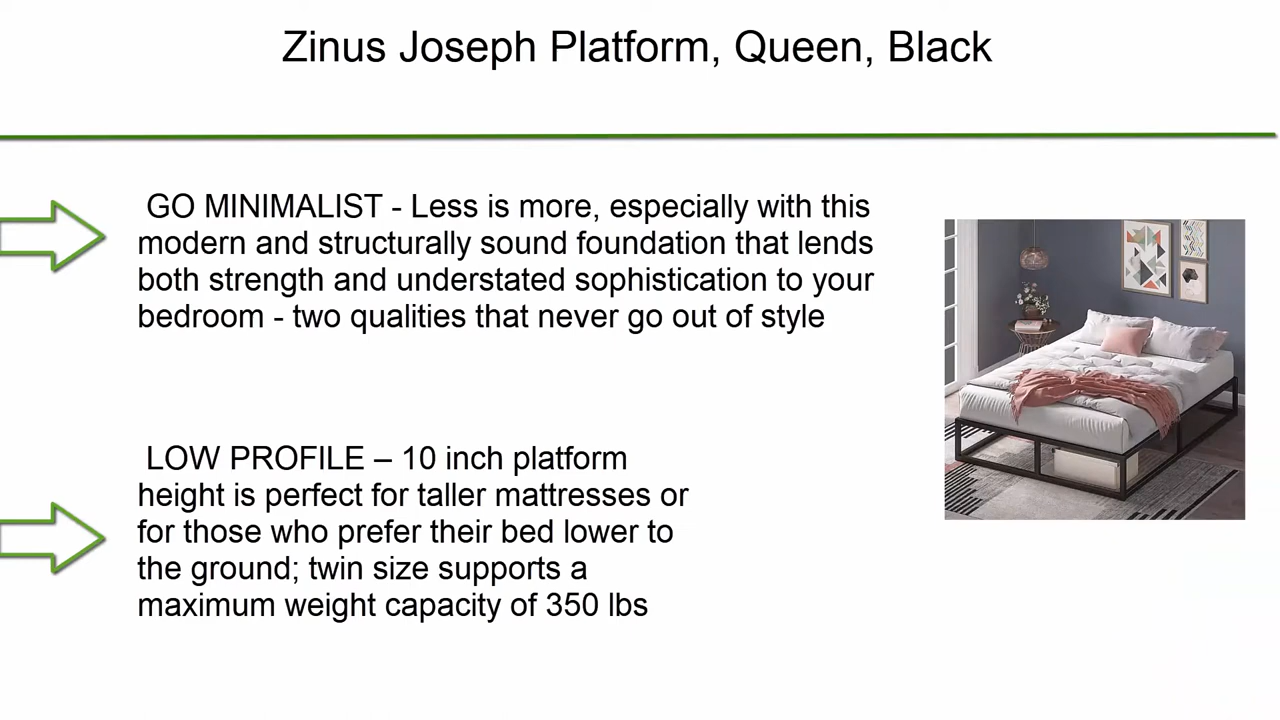 Zinus Joseph Platform, Queen, Black
GO MINIMALIST - Less is more, especially with this
modern and structurally sound foundation that lends
both strength and understated sophistication to your
bedroom - two qualities that never go out of style
LOW PROFILE – 10 inch platform
height is perfect for taller mattresses or
for those who prefer their bed lower to
the ground; twin size supports a
maximum weight capacity of 350 lbs